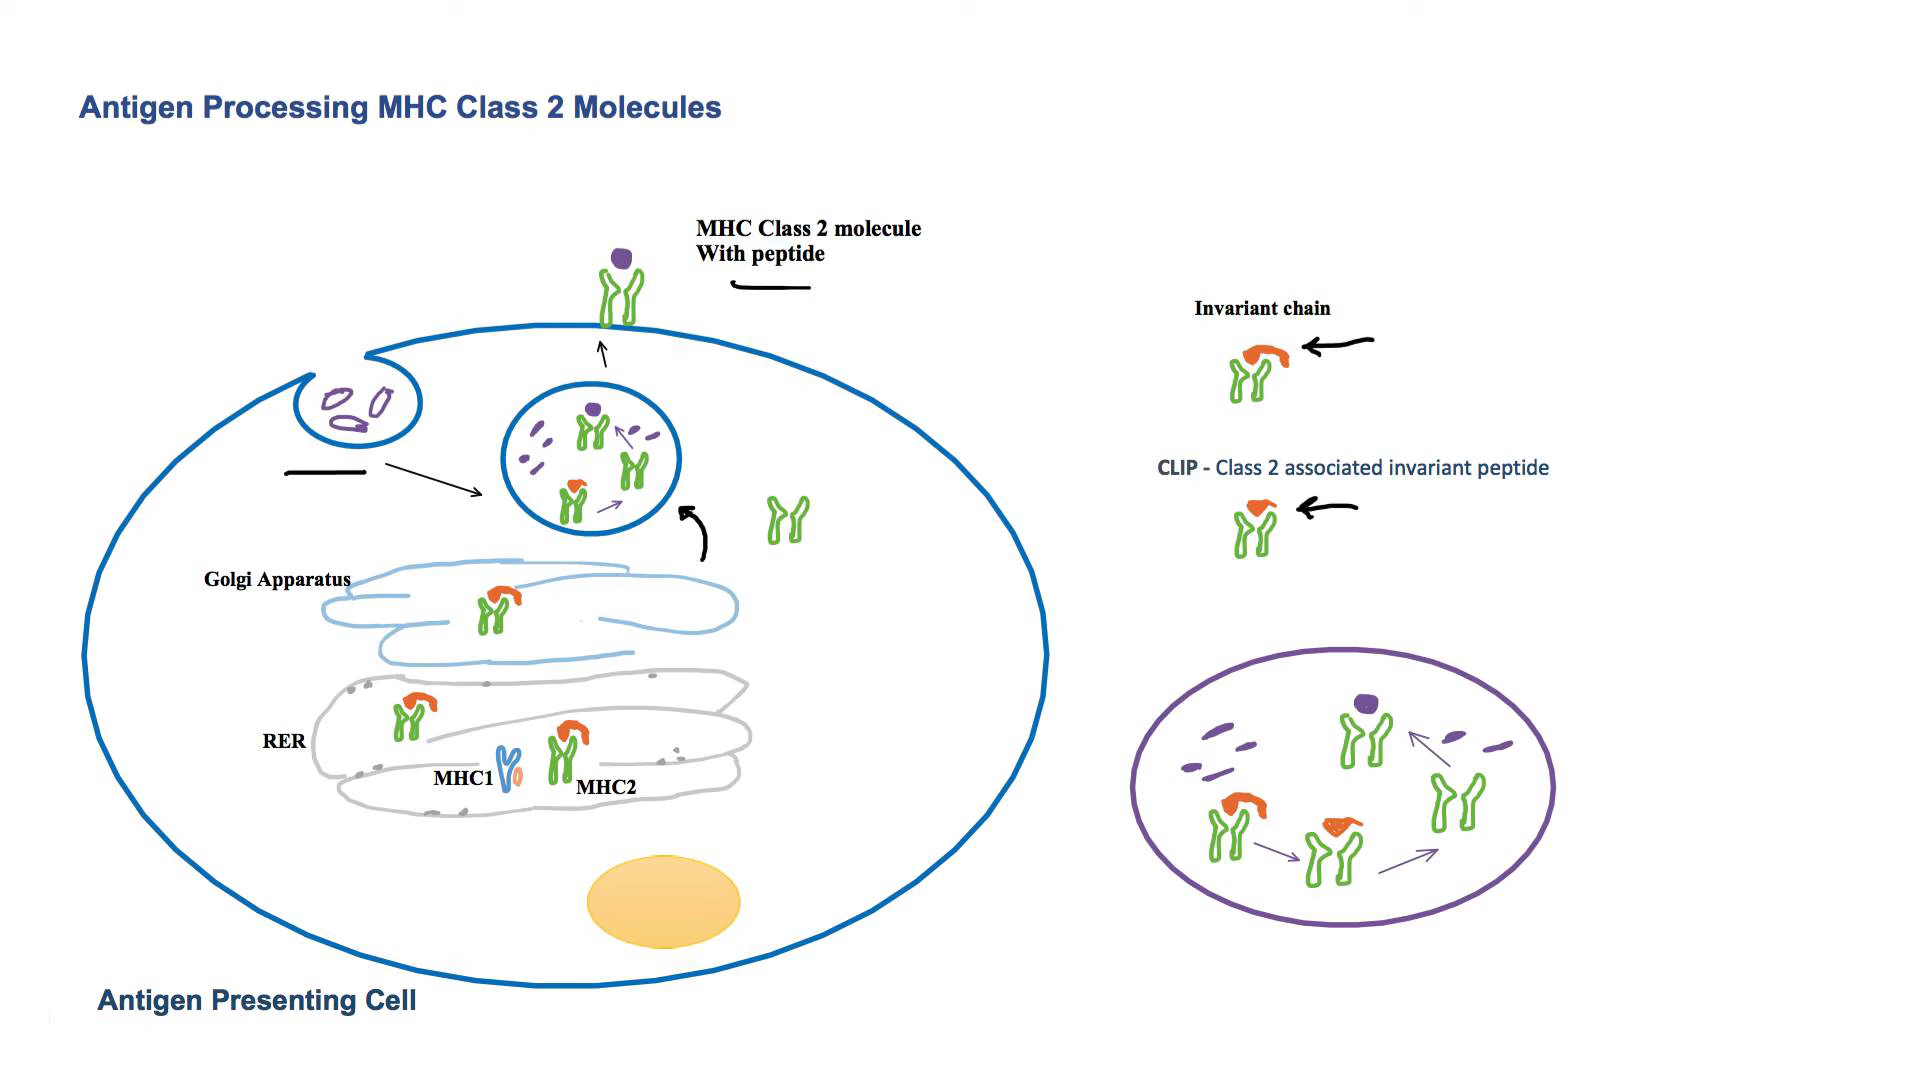 Antigen Processing MHC Class 2 Molecules
MHC Class 2 molecule
With peptide
Invariant chain
CLIP - Class 2 associated invariant peptide
Golgi Apparatus
RER
MHC1
MHC2
Antigen Presenting Cell